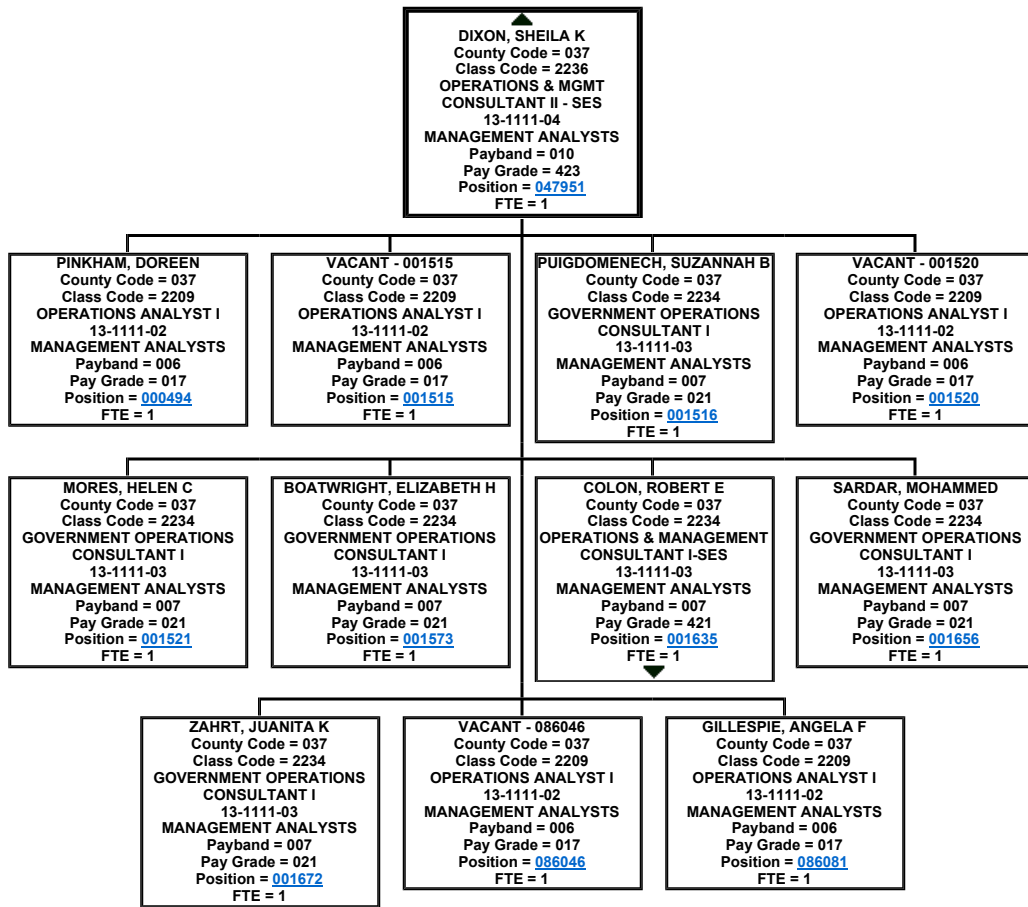 DIXON, SHEILA K
County Code = 037
Class Code = 2236
OPERATIONS & MGMT
CONSULTANT II - SES
13-1111-04
MANAGEMENT ANALYSTS
Payband = 010
Pay Grade = 423
Position = 047951
FTE = 1
PINKHAM, DOREEN
County Code = 037
Class Code = 2209
OPERATIONS ANALYST I
13-1111-02
MANAGEMENT ANALYSTS
Payband = 006
Pay Grade = 017
Position = 000494
FTE = 1
VACANT - 001515
County Code = 037
Class Code = 2209
OPERATIONS ANALYST I
13-1111-02
MANAGEMENT ANALYSTS
Payband = 006
Pay Grade = 017
Position = 001515
FTE = 1
PUIGDOMENECH, SUZANNAH B
County Code = 037
Class Code = 2234
GOVERNMENT OPERATIONS
CONSULTANT I
13-1111-03
MANAGEMENT ANALYSTS
Payband = 007
Pay Grade = 021
Position = 001516
FTE = 1
VACANT - 001520
County Code = 037
Class Code = 2209
OPERATIONS ANALYST I
13-1111-02
MANAGEMENT ANALYSTS
Payband = 006
Pay Grade = 017
Position = 001520
FTE = 1
MORES, HELEN C
County Code = 037
Class Code = 2234
GOVERNMENT OPERATIONS
CONSULTANT I
13-1111-03
MANAGEMENT ANALYSTS
Payband = 007
Pay Grade = 021
Position = 001521
FTE = 1
BOATWRIGHT, ELIZABETH H
County Code = 037
Class Code = 2234
GOVERNMENT OPERATIONS
CONSULTANT I
13-1111-03
MANAGEMENT ANALYSTS
Payband = 007
Pay Grade = 021
Position = 001573
FTE = 1
COLON, ROBERT E
County Code = 037
Class Code = 2234
OPERATIONS & MANAGEMENT
CONSULTANT I-SES
13-1111-03
MANAGEMENT ANALYSTS
Payband = 007
Pay Grade = 421
Position = 001635
FTE = 1
SARDAR, MOHAMMED
County Code = 037
Class Code = 2234
GOVERNMENT OPERATIONS
CONSULTANT I
13-1111-03
MANAGEMENT ANALYSTS
Payband = 007
Pay Grade = 021
Position = 001656
FTE = 1
ZAHRT, JUANITA K
County Code = 037
Class Code = 2234
GOVERNMENT OPERATIONS
CONSULTANT I
13-1111-03
MANAGEMENT ANALYSTS
Payband = 007
Pay Grade = 021
Position = 001672
FTE = 1
VACANT - 086046
County Code = 037
Class Code = 2209
OPERATIONS ANALYST I
13-1111-02
MANAGEMENT ANALYSTS
Payband = 006
Pay Grade = 017
Position = 086046
FTE = 1
GILLESPIE, ANGELA F
County Code = 037
Class Code = 2209
OPERATIONS ANALYST I
13-1111-02
MANAGEMENT ANALYSTS
Payband = 006
Pay Grade = 017
Position = 086081
FTE = 1